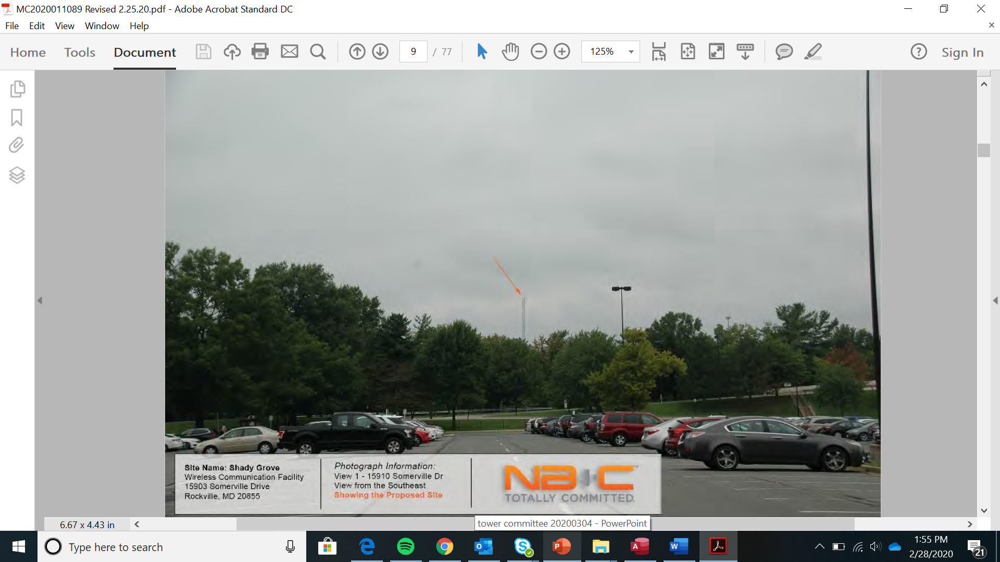 MC2020011089 Revised 2.25.20.pdf - Adobe Acrobat Standard DC
File Edit View Window Help
Home Tools Document 9 / 77 125% Sign In
Site Name: Shady Grove
Wireless Communication Facility
15903 Somerville Drive
Rockville, MD 20855
Photograph Information:
View 1 - 15910 Somerville Dr
View from the Southeast
Showing the Proposed Site
NB+C™
TOTALLY COMMITTED.
6.67 x 4.43 in
tower committee 20200304 - PowerPoint
Type here to search
1:55 PM
2/28/2020
21